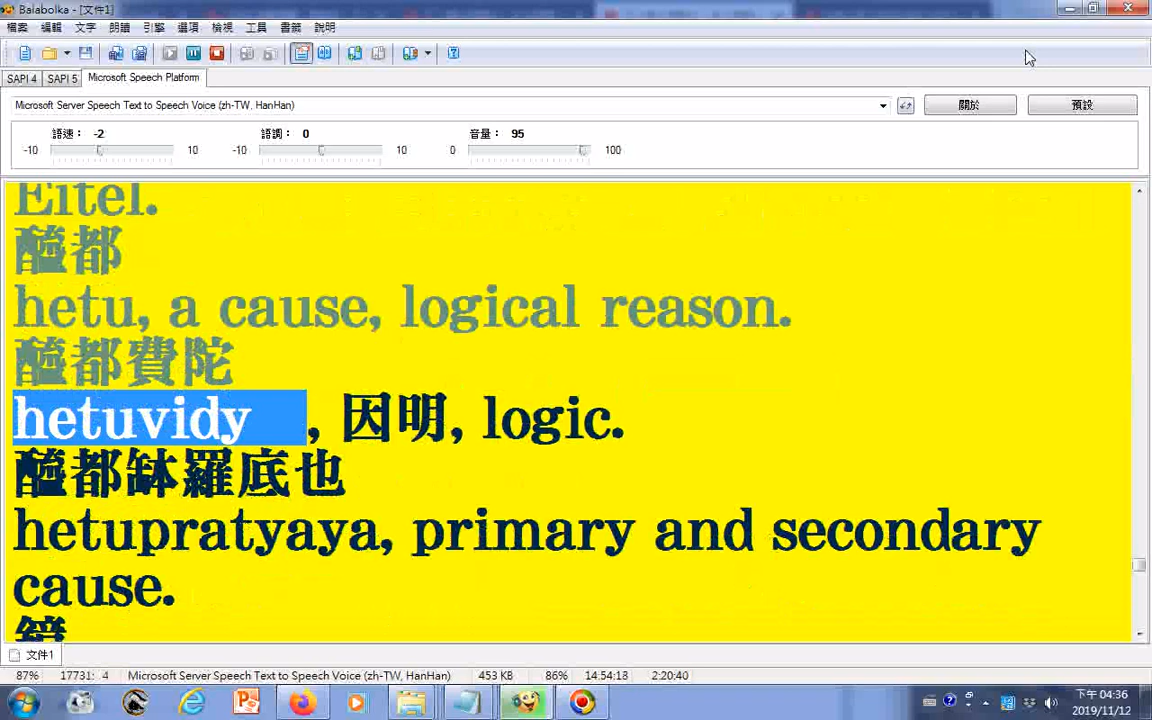 Balabolka - [文件1]
檔案 編輯 文字 朗讀 引擎 選項 檢視 工具 書籤 說明
SAPI 4 SAPI 5 Microsoft Speech Platform
Microsoft Server Speech Text to Speech Voice (zh-TW, HanHan) 關於 預設
語速： -2 語調： 0 音量： 95
-10 10 -10 10 0 100
Eitel.
醯都
hetu, a cause, logical reason.
醯都費陀
hetuvidy , 因明, logic.
醯都缽羅底也
hetupratyaya, primary and secondary
cause.
鏡
文件1
87% 17731: 4 Microsoft Server Speech Text to Speech Voice (zh-TW, HanHan) 453 KB 86% 14:54:13 2:20:40
下午 04:36
2019/11/12